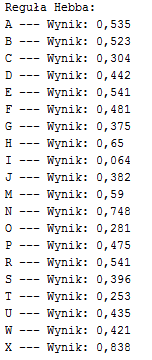 Reguła Hebba:
A --- Wynik: 0,535
B --- Wynik: 0,523
C --- Wynik: 0,304
D --- Wynik: 0,442
E --- Wynik: 0,541
F --- Wynik: 0,481
G --- Wynik: 0,375
H --- Wynik: 0,65
I --- Wynik: 0,064
J --- Wynik: 0,382
M --- Wynik: 0,59
N --- Wynik: 0,748
O --- Wynik: 0,281
P --- Wynik: 0,475
R --- Wynik: 0,541
S --- Wynik: 0,396
T --- Wynik: 0,253
U --- Wynik: 0,435
W --- Wynik: 0,421
X --- Wynik: 0,838